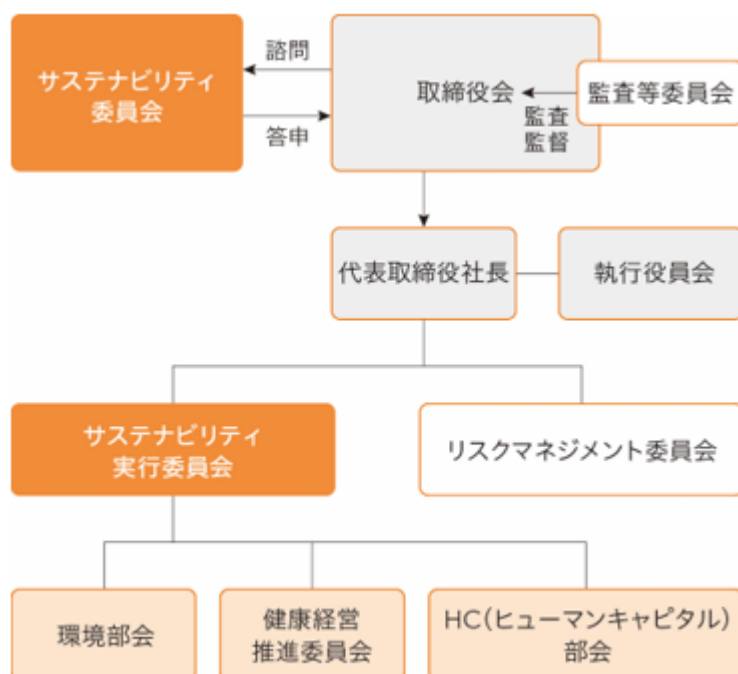 諮問
サステナビリティ
委員会
答申
取締役会
監査等委員会
監査
監督
代表取締役社長
執行役員会
サステナビリティ
実行委員会
リスクマネジメント委員会
環境部会
健康経営
推進委員会
HC(ヒューマンキャピタル)
部会